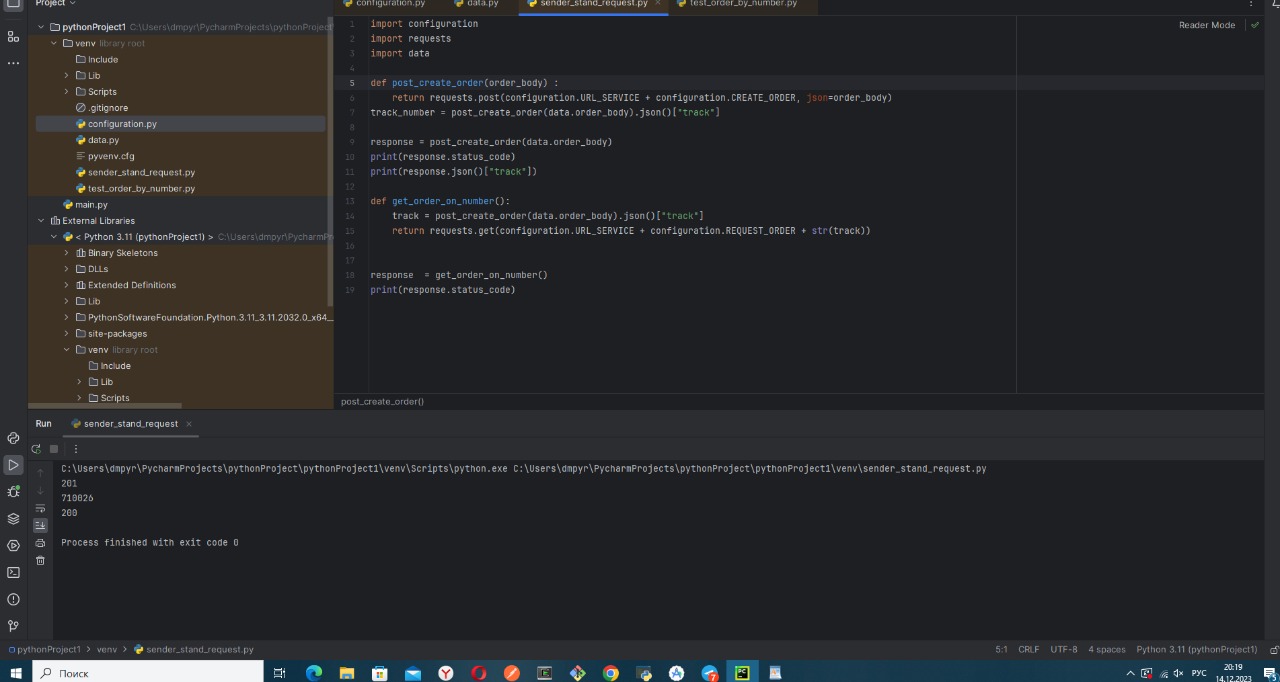 Project
configuration.py
data.py
sender_stand_request.py
test_order_by_number.py
pythonProject1 C:\Users\dmpyr\PycharmProjects\pythonProject
venv library root
Include
Lib
Scripts
.gitignore
configuration.py
data.py
pyvenv.cfg
sender_stand_request.py
test_order_by_number.py
main.py
External Libraries
< Python 3.11 (pythonProject1) > C:\Users\dmpyr\PycharmPr
Binary Skeletons
DLLs
Extended Definitions
Lib
PythonSoftwareFoundation.Python.3.11_3.11.2032.0_x64_
site-packages
venv library root
Include
Lib
Scripts
Reader Mode
1 import configuration
2 import requests
3 import data
4
5 def post_create_order(order_body) :
6 return requests.post(configuration.URL_SERVICE + configuration.CREATE_ORDER, json=order_body)
7 track_number = post_create_order(data.order_body).json()["track"]
8
9 response = post_create_order(data.order_body)
10 print(response.status_code)
11 print(response.json()["track"])
12
13 def get_order_on_number():
14 track = post_create_order(data.order_body).json()["track"]
15 return requests.get(configuration.URL_SERVICE + configuration.REQUEST_ORDER + str(track))
16
17
18 response  = get_order_on_number()
19 print(response.status_code)
post_create_order()
Run sender_stand_request
C:\Users\dmpyr\PycharmProjects\pythonProject\pythonProject1\venv\Scripts\python.exe C:\Users\dmpyr\PycharmProjects\pythonProject\pythonProject1\venv\sender_stand_request.py
201
710026
200
Process finished with exit code 0
pythonProject1 > venv > sender_stand_request.py
5:1 CRLF UTF-8 4 spaces Python 3.11 (pythonProject1)
Поиск
РУС
20:19
14.12.2023